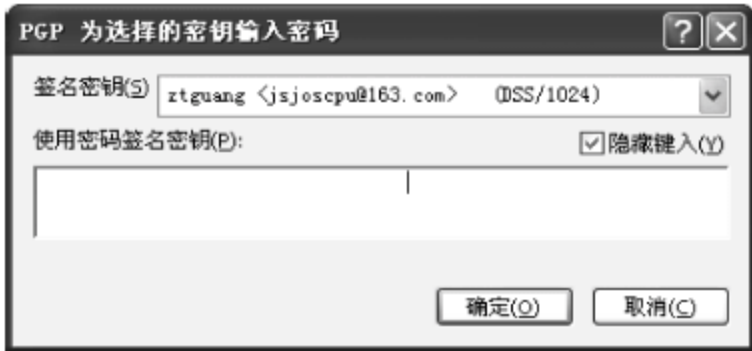 PGP 为选择的密钥输入密码
签名密钥(S) ztguang <jsjoscpu@163.com> (DSS/1024)
使用密码签名密钥(P): 隐藏键入(Y)
确定(O) 取消(C)